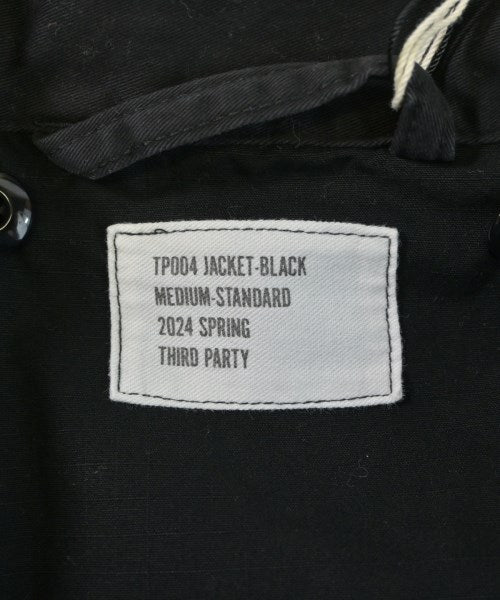 TP004 JACKET-BLACK
MEDIUM-STANDARD
2024 SPRING
THIRD PARTY